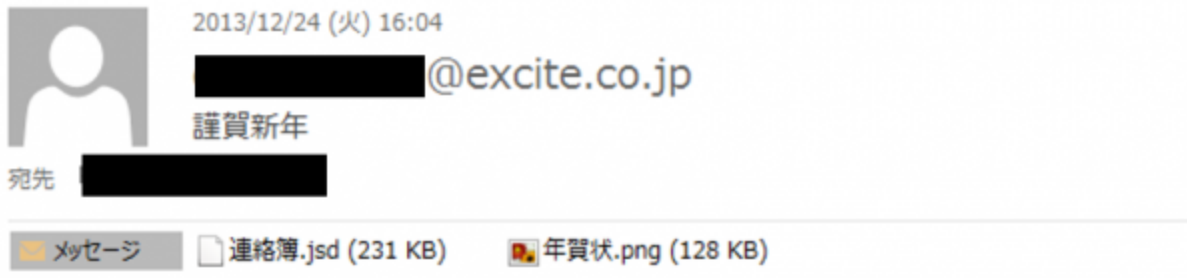 2013/12/24 (火) 16:04
@excite.co.jp
謹賀新年
宛先
メッセージ 連絡簿.jsd (231 KB) 年賀状.png (128 KB)